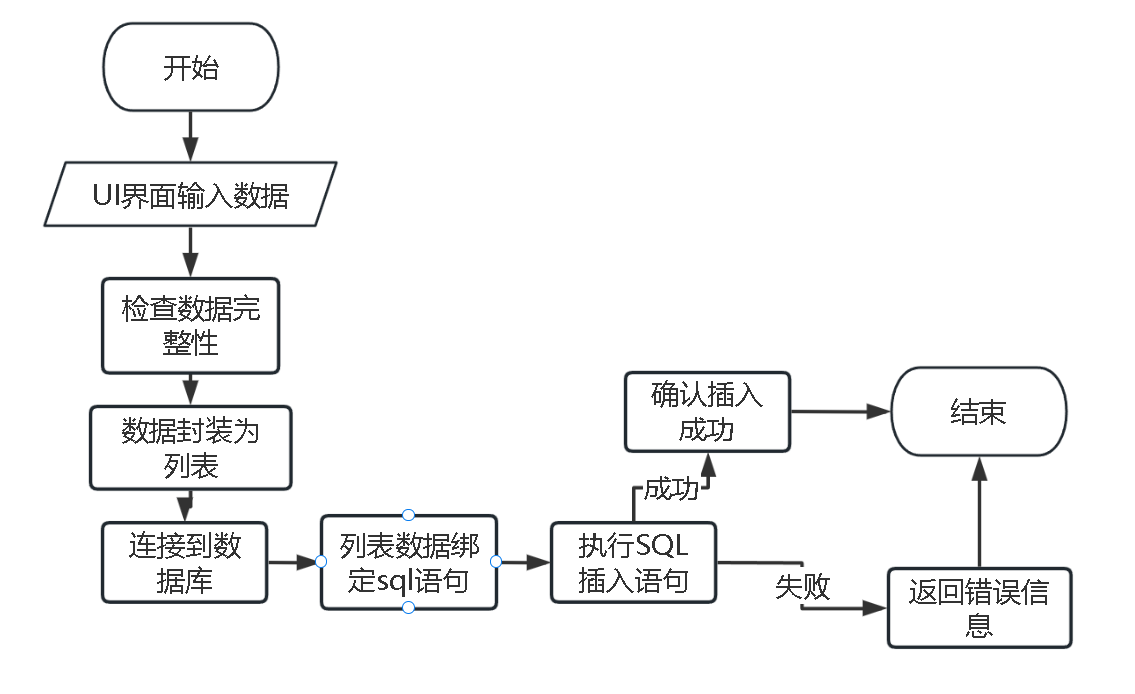 开始
UI界面输入数据
检查数据完
整性
数据封装为
列表
连接到数
据库
列表数据绑
定sql语句
执行SQL
插入语句
成功
确认插入
成功
失败
返回错误信
息
结束